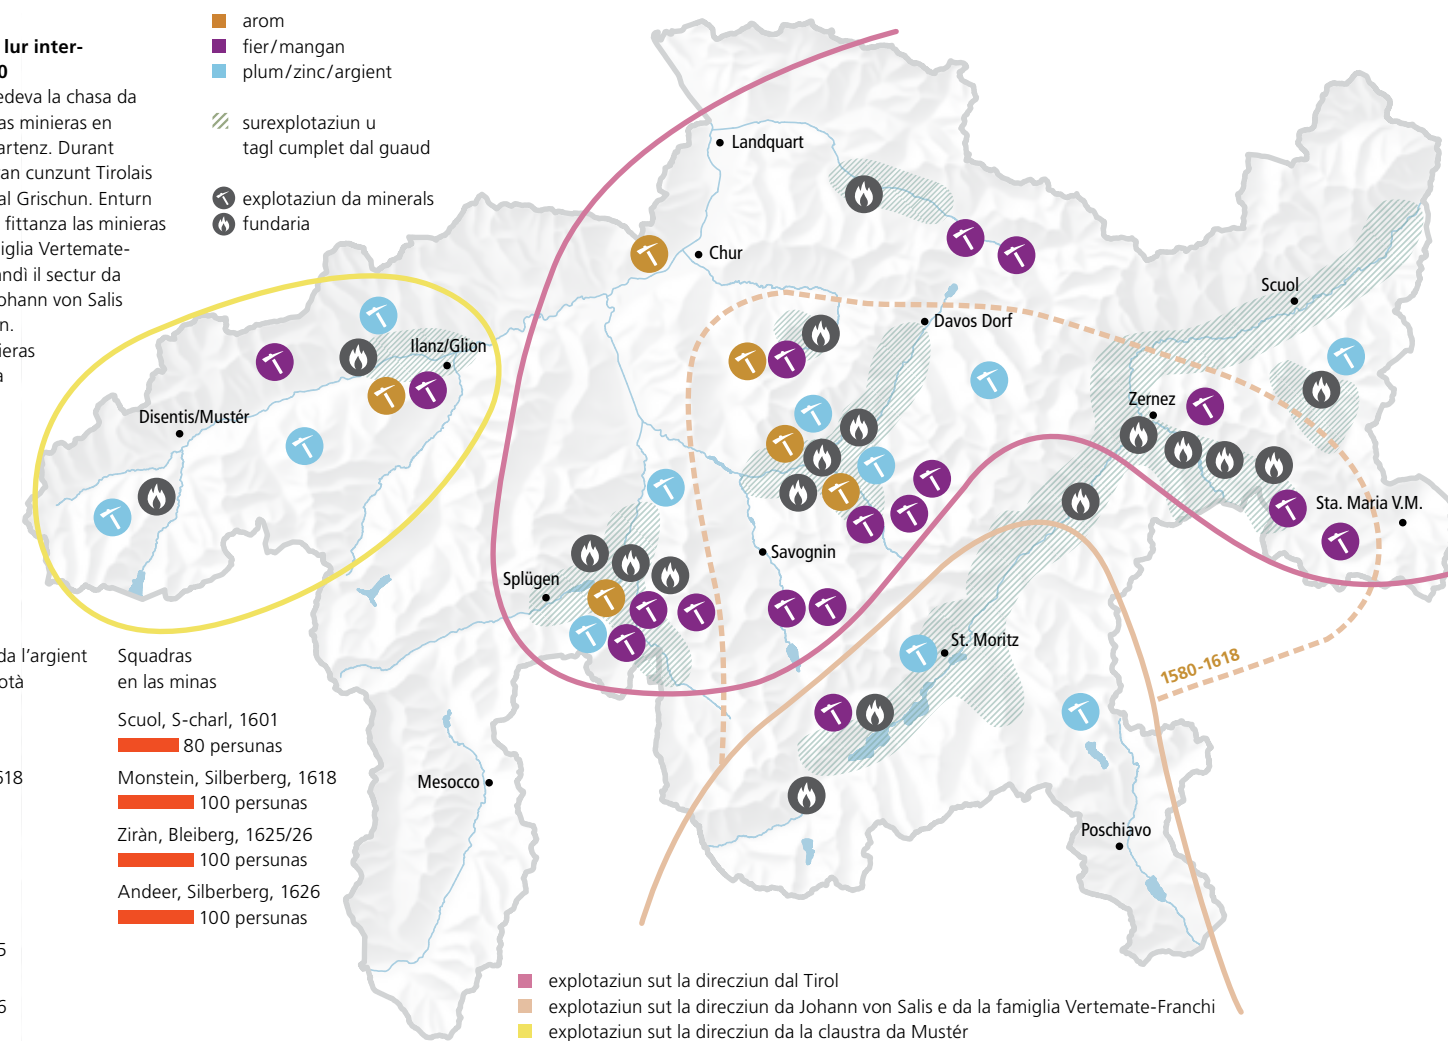 lur inter-
0
edeva la chasa da
as minieras en
artenz. Durant
an cunzunt Tirolais
al Grischun. Enturn
fittanza las minieras
niglia Vertemate-
andì il sectur da
ohann von Salis
n.
ieras
a
arom
fier/mangan
plum/zinc/argient
surexplotaziun u
tagl cumplet dal guaud
explotaziun da minerals
fundaria
Landquart
Chur
Scuol
Davos Dorf
Ilanz/Glion
Disentis/Mustér
Zernez
Sta. Maria V.M.
Savognin
Splügen
St. Moritz
1580-1618
Mesocco
Poschiavo
da l'argient
otà
618
5
6
Squadras
en las minas
Scuol, S-charl, 1601
80 persunas
Monstein, Silberberg, 1618
100 persunas
Ziràn, Bleiberg, 1625/26
100 persunas
Andeer, Silberberg, 1626
100 persunas
explotaziun sut la direcziun dal Tirol
explotaziun sut la direcziun da Johann von Salis e da la famiglia Vertemate-Franchi
explotaziun sut la direcziun da la claustra da Mustér